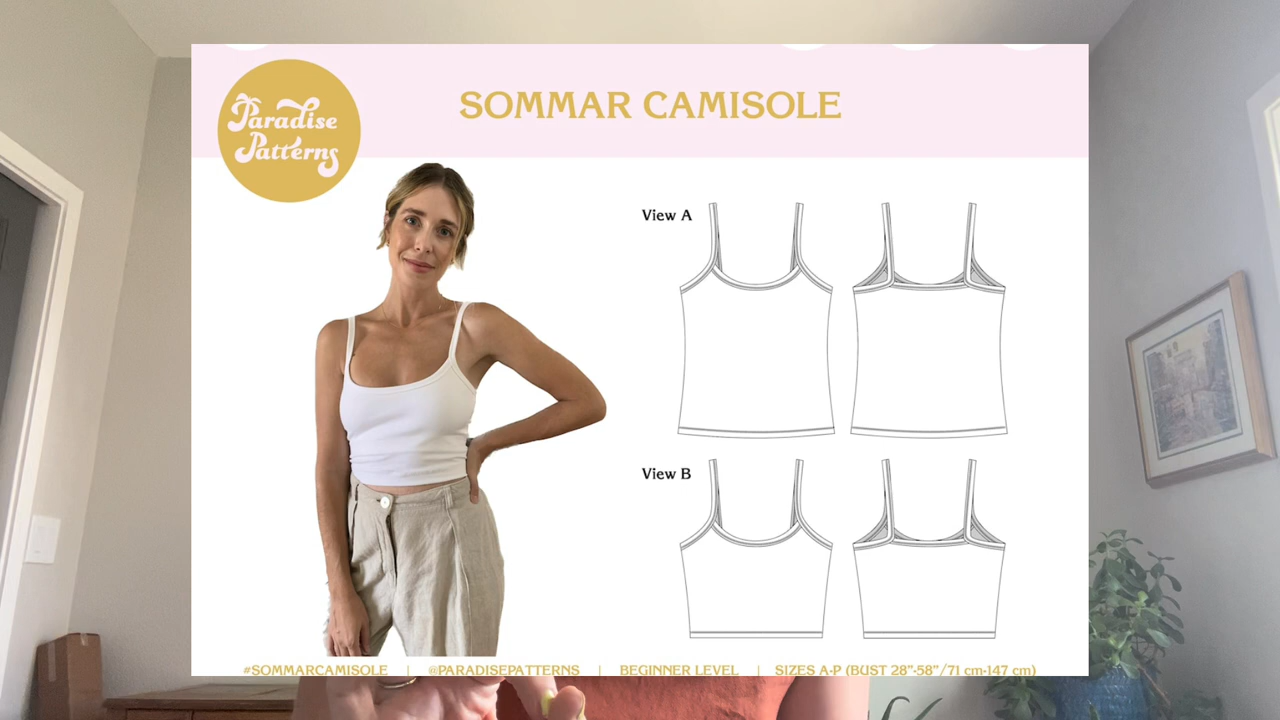 Paradise
Patterns
SOMMAR CAMISOLE
View A
View B
#SOMMARCAMISOLE | @PARADISEPATTERNS | BEGINNER LEVEL | SIZES A-P (BUST 28"-58"/71 cm-147 cm)